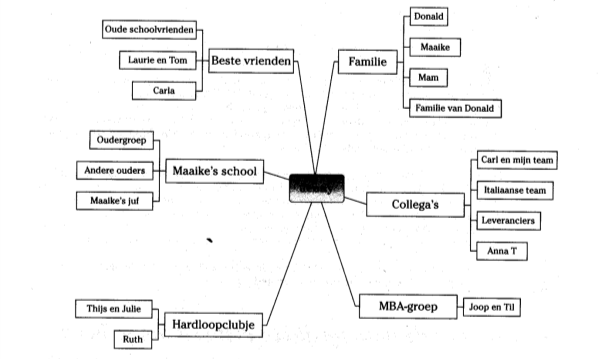 Oude schoolvrienden
Laurie en Tom
Carla
Beste vrienden
Familie
Donald
Maaike
Mam
Familie van Donald
Oudergroep
Andere ouders
Maaike's juf
Maaike's school
Collega's
Carl en mijn team
Italiaanse team
Leveranciers
Anna T
Thijs en Julie
Ruth
Hardloopclubje
MBA-groep
Joop en Til